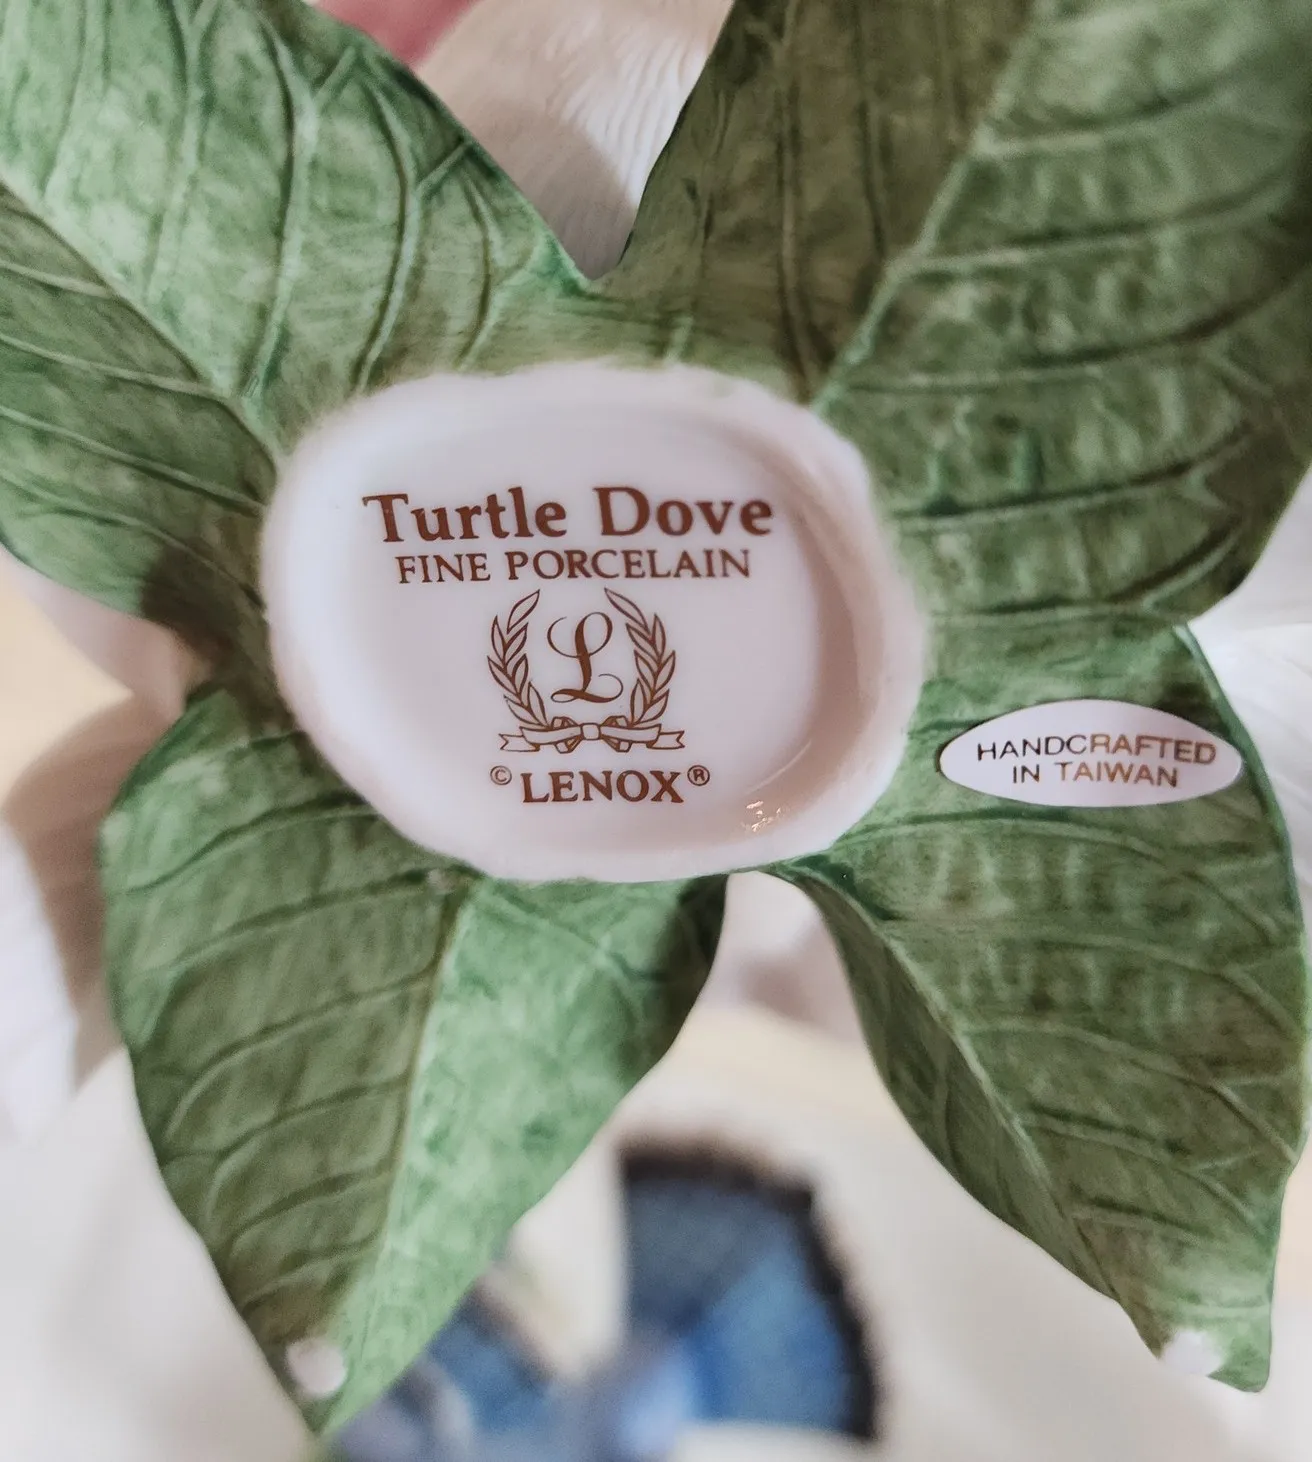 Turtle Dove
FINE PORCELAIN
L
© LENOX®
HANDCRAFTED
IN TAIWAN